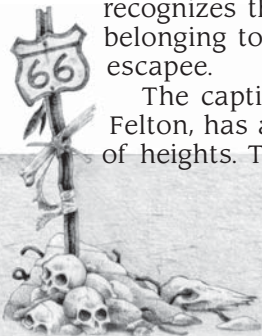 recognizes th
belonging to
escapee.
The capti
Felton, has a
of heights. T
66